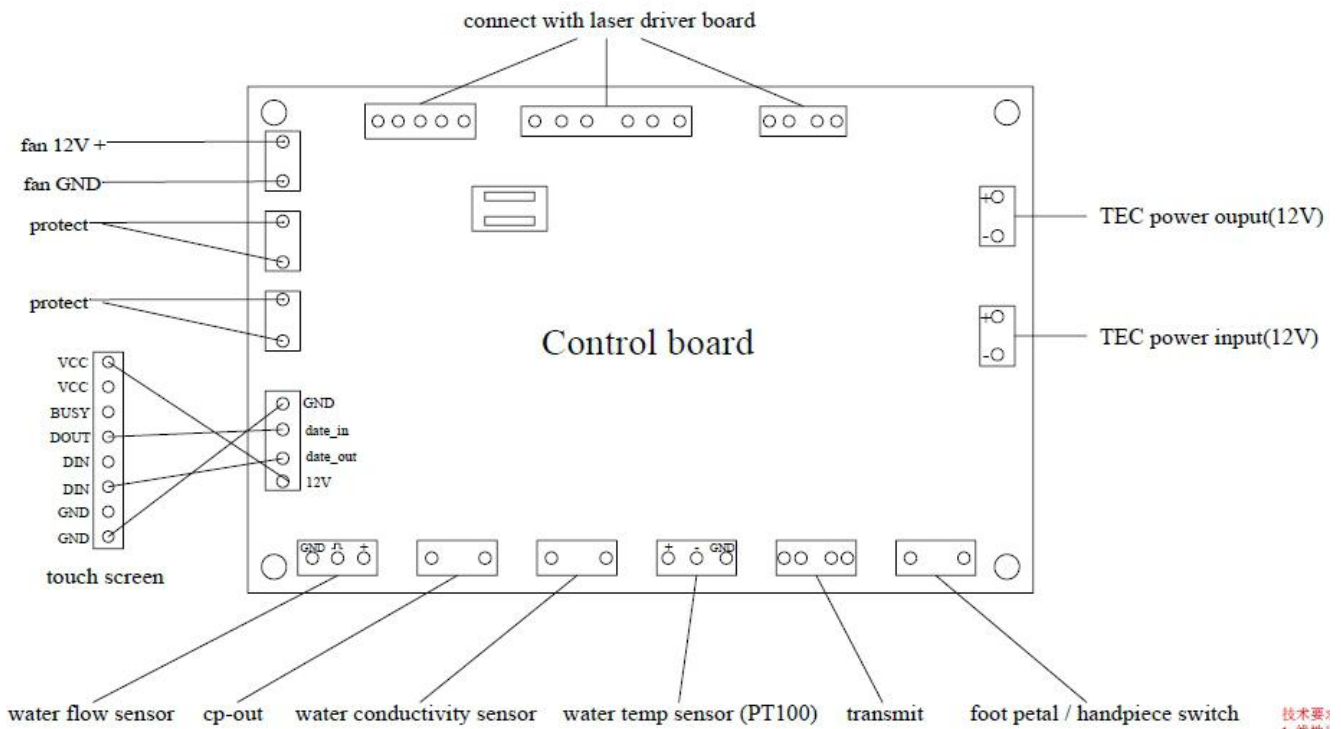 connect with laser driver board
fan 12V +
fan GND
protect
protect
TEC power ouput(12V)
TEC power input(12V)
+
-
+
-
Control board
VCC
VCC
BUSY
DOUT
DIN
DIN
GND
GND
touch screen
GND
date_in
date_out
12V
GND +
+ - GND
water flow sensor cp-out water conductivity sensor water temp sensor (PT100) transmit foot petal / handpiece switch
技术要